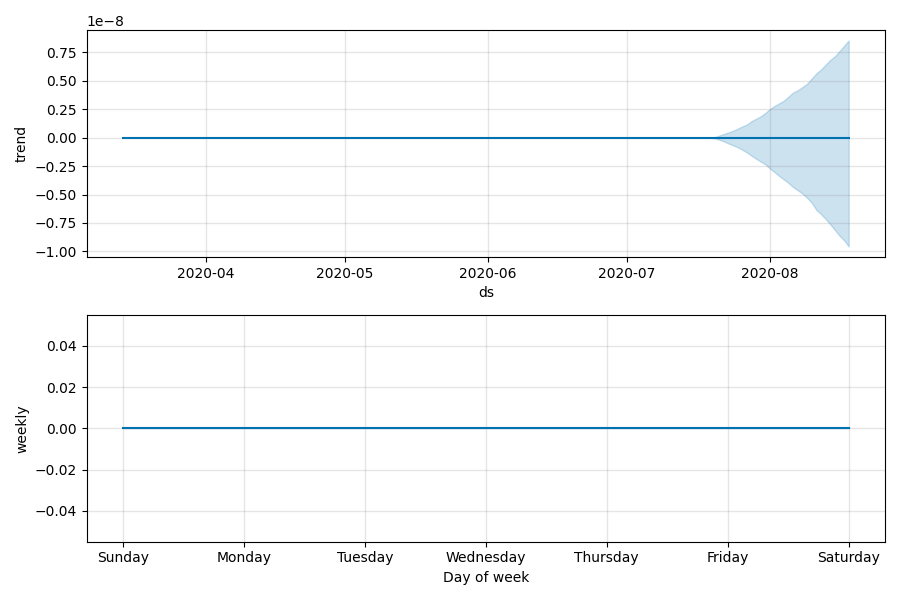 1e−8
0.75
0.50
0.25
0.00
−0.25
−0.50
−0.75
−1.00
trend
2020-04 2020-05 2020-06 2020-07 2020-08
ds
0.04
0.02
0.00
−0.02
−0.04
weekly
Sunday Monday Tuesday Wednesday Thursday Friday Saturday
Day of week